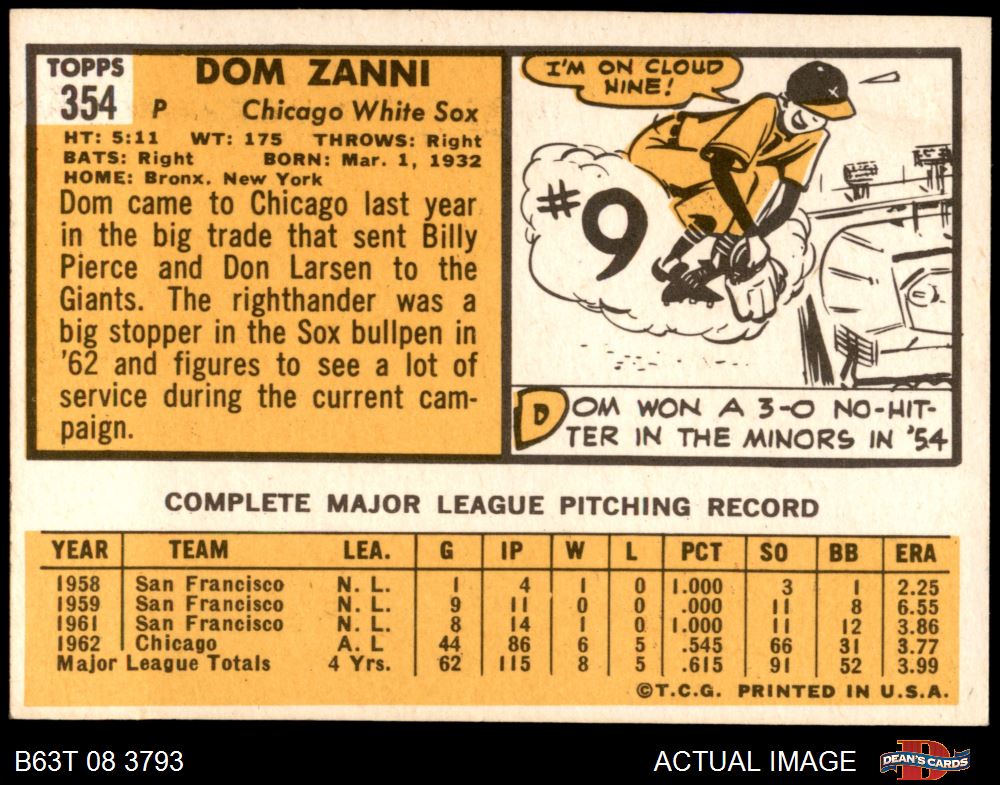 TOPPS
354
DOM ZANNI
P Chicago White Sox
HT: 5:11 WT: 175 THROWS: Right
BATS: Right BORN: Mar. 1, 1932
HOME: Bronx, New York
Dom came to Chicago last year
in the big trade that sent Billy
Pierce and Don Larsen to the
Giants. The righthander was a
big stopper in the Sox bullpen in
'62 and figures to see a lot of
service during the current cam-
paign.
I'M ON CLOUD
NINE!
#9
DOM WON A 3-0 NO-HIT-
TER IN THE MINORS IN '54
COMPLETE MAJOR LEAGUE PITCHING RECORD
YEAR TEAM LEA. G IP W L PCT SO BB ERA
1958 San Francisco N. L. 1 4 1 0 1.000 3 1 2.25
1959 San Francisco N. L. 9 11 0 0 .000 11 8 6.55
1961 San Francisco N. L. 8 14 1 0 1.000 11 12 3.86
1962 Chicago A. L 44 86 6 5 .545 66 31 3.77
Major League Totals 4 Yrs. 62 115 8 5 .615 91 52 3.99
©T.C.G. PRINTED IN U.S.A.
B63T 08 3793 ACTUAL IMAGE
D
DEAN'S CARDS